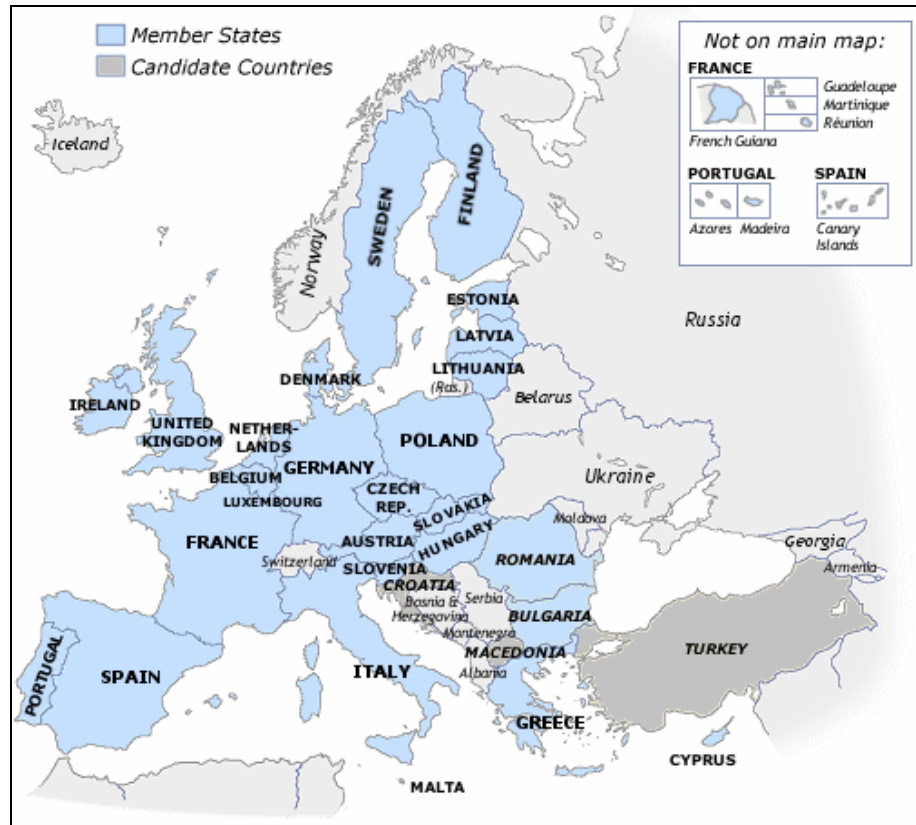 Member States
Candidate Countries
Not on main map:
FRANCE
Guadeloupe
Martinique
Réunion
French Guiana
PORTUGAL
SPAIN
Azores
Madeira
Canary
Islands
Iceland
Norway
SWEDEN
FINLAND
Russia
ESTONIA
LATVIA
LITHUANIA
(Ras.)
DENMARK
Belarus
IRELAND
UNITED
KINGDOM
NETHER-
LANDS
POLAND
GERMANY
BELGIUM
Ukraine
LUXEMBOURG
CZECH
REP.
SLOVAKIA
Moldova
FRANCE
AUSTRIA
HUNGARY
Georgia
Switzerland
SLOVENIA
ROMANIA
Armenia
CROATIA
Bosnia &
Herzegovina
Serbia
BULGARIA
Montenegro
MACEDONIA
TURKEY
Albania
PORTUGAL
SPAIN
ITALY
GREECE
CYPRUS
MALTA